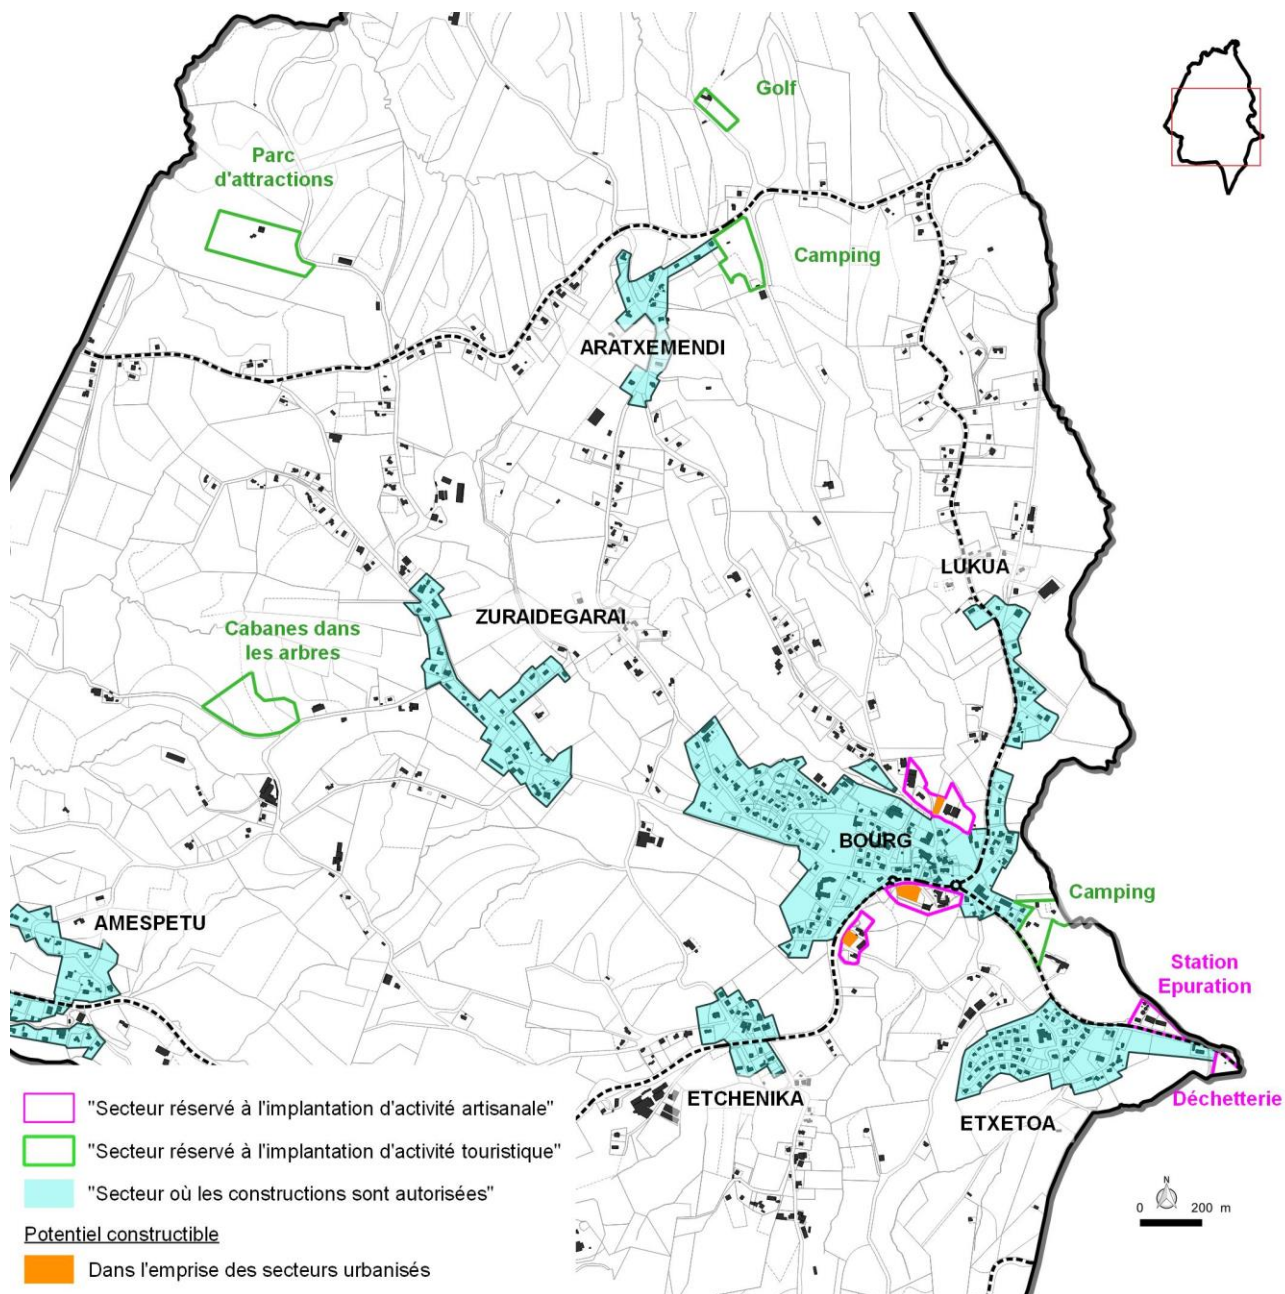 Golf
Parc
d'attractions
Camping
ARATXEMENDI
LUKUA
ZURAIDEGARAI
Cabanes dans
les arbres
BOURG
Camping
AMESPETU
Station
Epuration
ETCHENIKA
Déchetterie
ETXETOA
"Secteur réservé à l'implantation d'activité artisanale"
"Secteur réservé à l'implantation d'activité touristique"
"Secteur où les constructions sont autorisées"
Potentiel constructible
Dans l'emprise des secteurs urbanisés
N
0 200 m